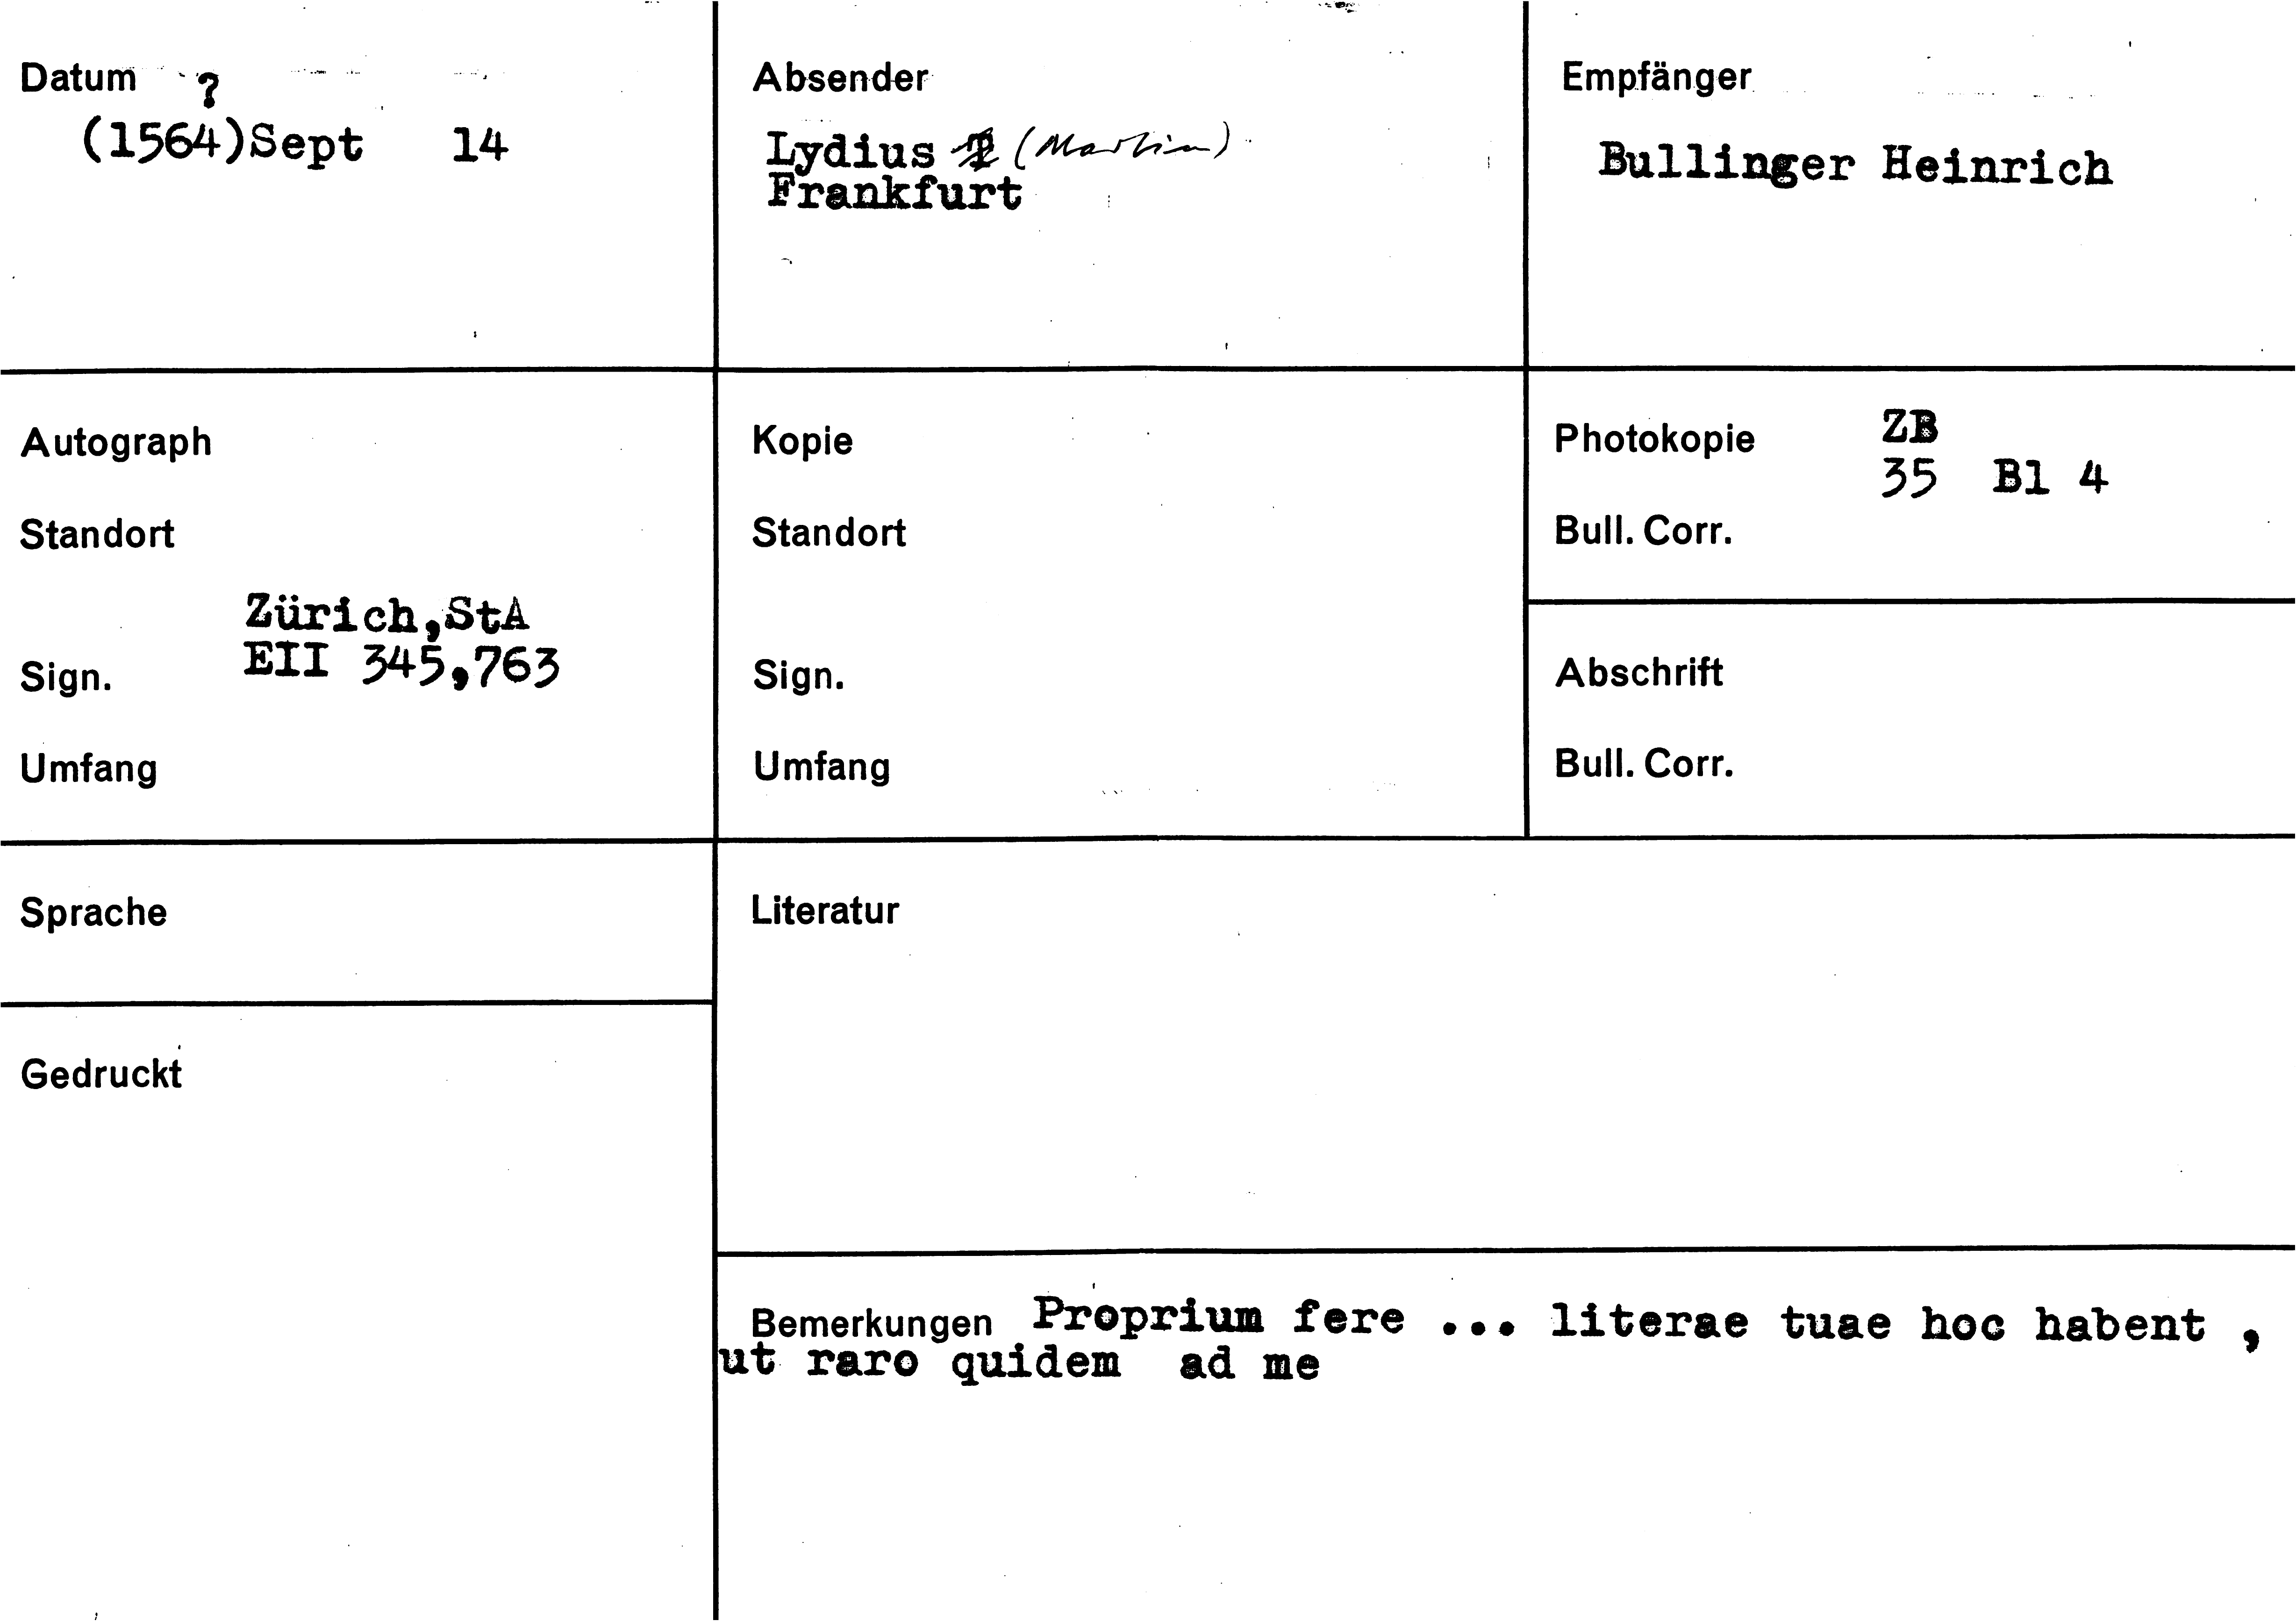 Datum ?
(1564)Sept 14
Absender
Lydius (Martin)
Frankfurt
Empfänger
Bullinger Heinrich
Autograph
Standort
Zürich,StA
Sign. EII 345,763
Umfang
Kopie
Standort
Sign.
Umfang
Photokopie ZB
35 Bl 4
Bull. Corr.
Abschrift
Bull. Corr.
Sprache
Gedruckt
Literatur
Bemerkungen Proprium fere ... literae tuae hoc habent ,
ut raro quidem ad me